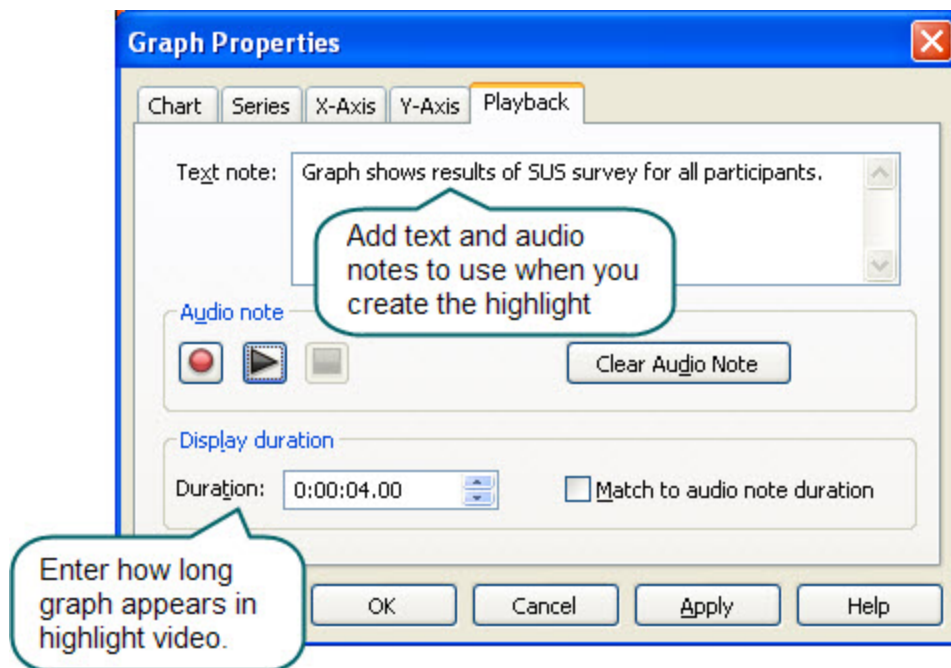 Graph Properties
Chart Series X-Axis Y-Axis Playback
Text note: Graph shows results of SUS survey for all participants.
Add text and audio
notes to use when you
create the highlight
Audio note
Clear Audio Note
Display duration
Duration: 0:00:04.00 Match to audio note duration
Enter how long
graph appears in
highlight video.
OK Cancel Apply Help